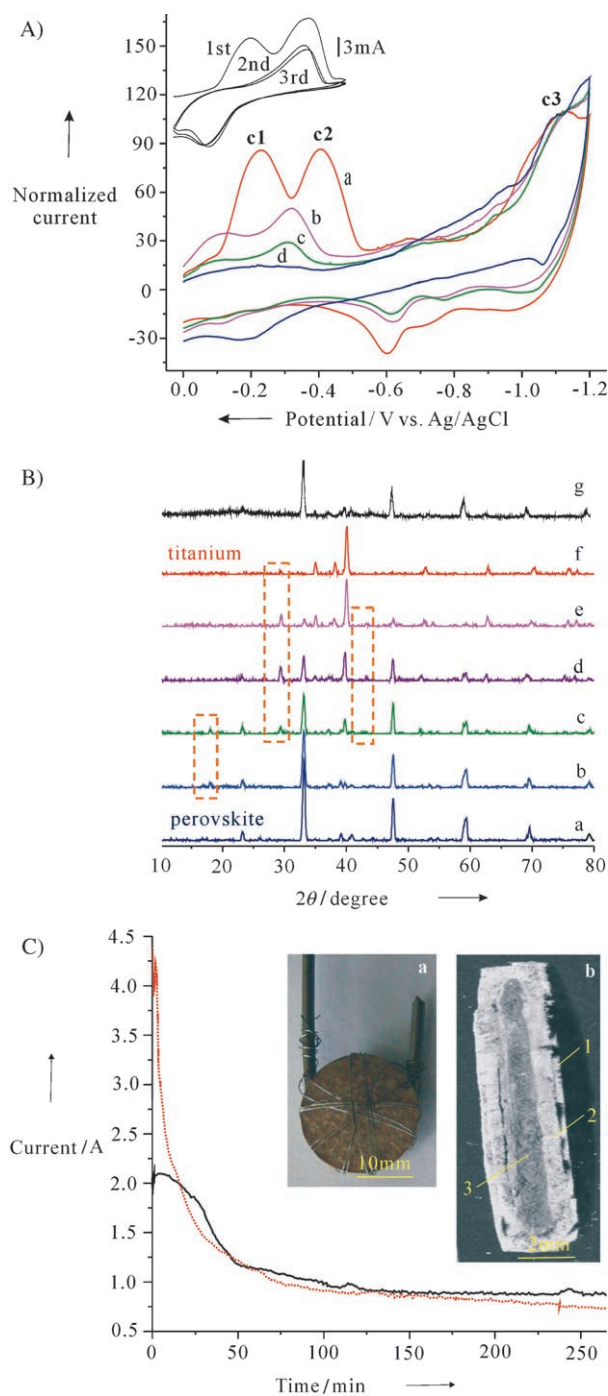 A)
150
120
90
60
30
0
-30
Normalized
current
1st
2nd
3rd
3mA
c1
c2
c3
a
b
c
d
0.0 -0.2 -0.4 -0.6 -0.8 -1.0 -1.2
Potential / V vs. Ag/AgCl
B)
g
titanium
f
e
d
c
b
perovskite
a
10 20 30 40 50 60 70 80
2θ / degree
C)
4.5
4.0
3.5
3.0
2.5
2.0
1.5
1.0
0.5
Current / A
a
10mm
b
1
2
3
2mm
0 50 100 150 200 250
Time / min